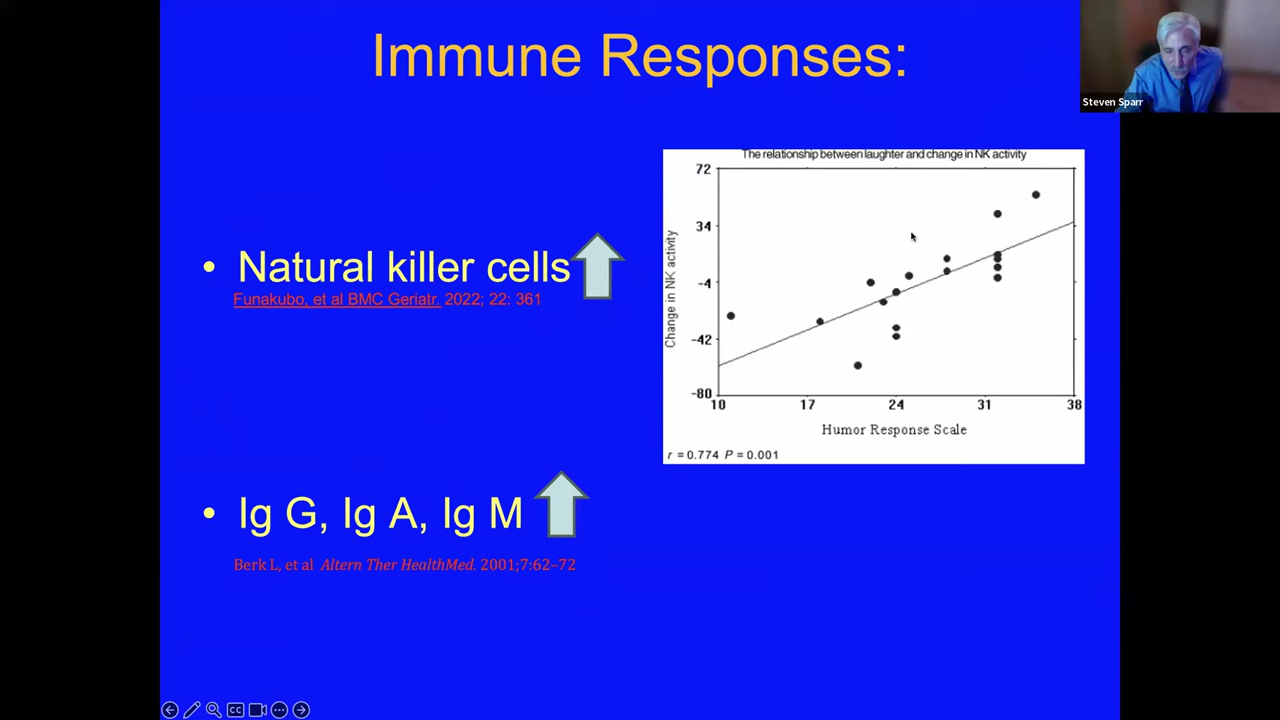 Immune Responses:
Steven Sparr
• Natural killer cells
Funakubo, et al BMC Geriatr. 2022; 22: 361
The relationship between laughter and change in NK activity
Change in NK activity
72
34
-4
-42
-80
10 17 24 31 38
Humor Response Scale
r = 0.774 P = 0.001
• Ig G, Ig A, Ig M
Berk L, et al Altern Ther HealthMed. 2001;7:62–72
CC